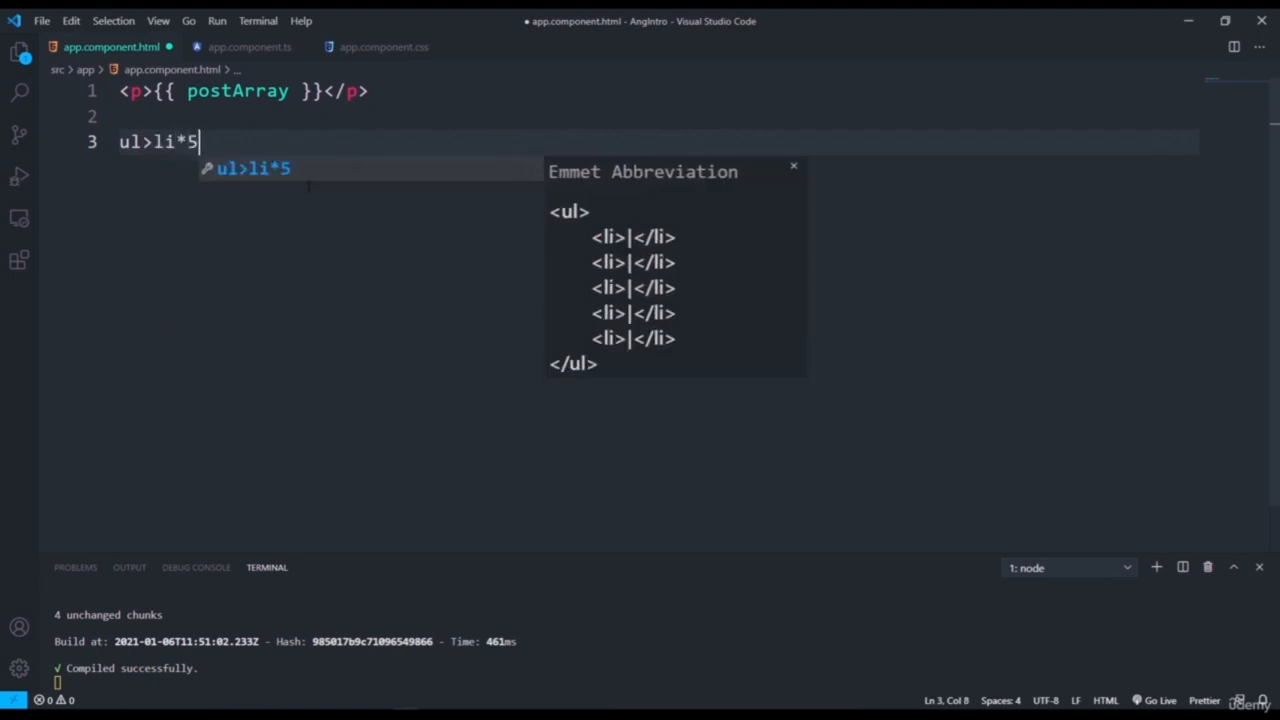 File Edit Selection View Go Run Terminal Help
● app.component.html - AngIntro - Visual Studio Code
app.component.html app.component.ts app.component.css
src > app > app.component.html > ...
1 <p>{{ postArray }}</p>
2
3 ul>li*5
ul>li*5
Emmet Abbreviation
<ul>
<li>|</li>
<li>|</li>
<li>|</li>
<li>|</li>
<li>|</li>
</ul>
PROBLEMS OUTPUT DEBUG CONSOLE TERMINAL
1: node
4 unchanged chunks
Build at: 2021-01-06T11:51:02.233Z - Hash: 985017b9c71096549866 - Time: 461ms
√ Compiled successfully.
0 0 Ln 3, Col 8 Spaces: 4 UTF-8 LF HTML Go Live Prettier
udemy